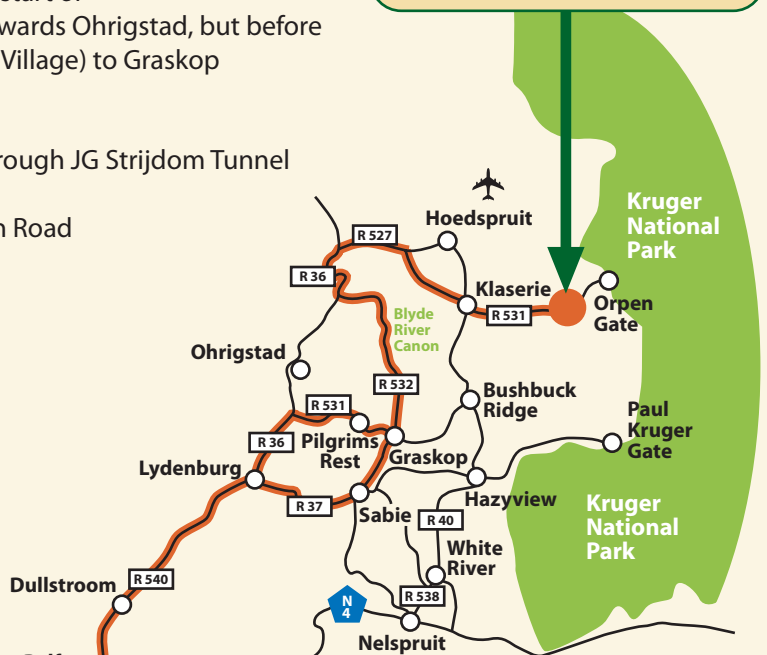 wards Ohrigstad, but before
Village) to Graskop
rough JG Strijdom Tunnel
Road
Hoedspruit
R 527
Kruger
National
Park
R 36
Klaserie
R 531
Orpen
Gate
Blyde
River
Canon
Ohrigstad
R 532
R 531
Bushbuck
Ridge
Paul
Kruger
Gate
R 36
Pilgrims
Rest
Graskop
Lydenburg
Hazyview
R 37
Sabie
R 40
Kruger
National
Park
White
River
Dullstroom
R 540
N
4
R 538
Nelspruit